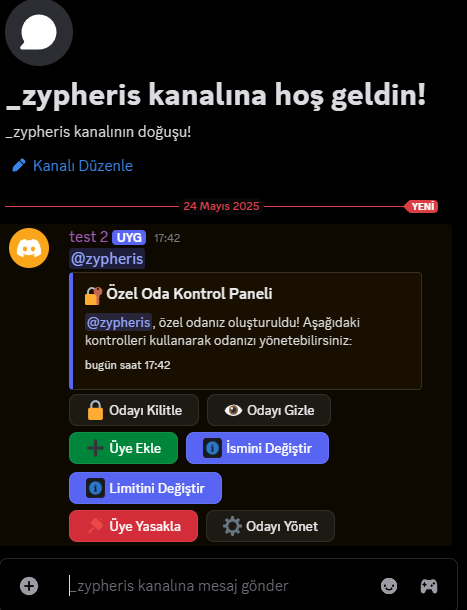 _zypheris kanalına hoş geldin!
_zypheris kanalının doğuşu!
Kanalı Düzenle
24 Mayıs 2025 YENİ
test 2 UYG 17:42
@zypheris
Özel Oda Kontrol Paneli
@zypheris, özel odanız oluşturuldu! Aşağıdaki
kontrolleri kullanarak odanızı yönetebilirsiniz:
bugün saat 17:42
Odayı Kilitle Odayı Gizle
Üye Ekle İsmini Değiştir
Limitini Değiştir
Üye Yasakla Odayı Yönet
_zypheris kanalına mesaj gönder